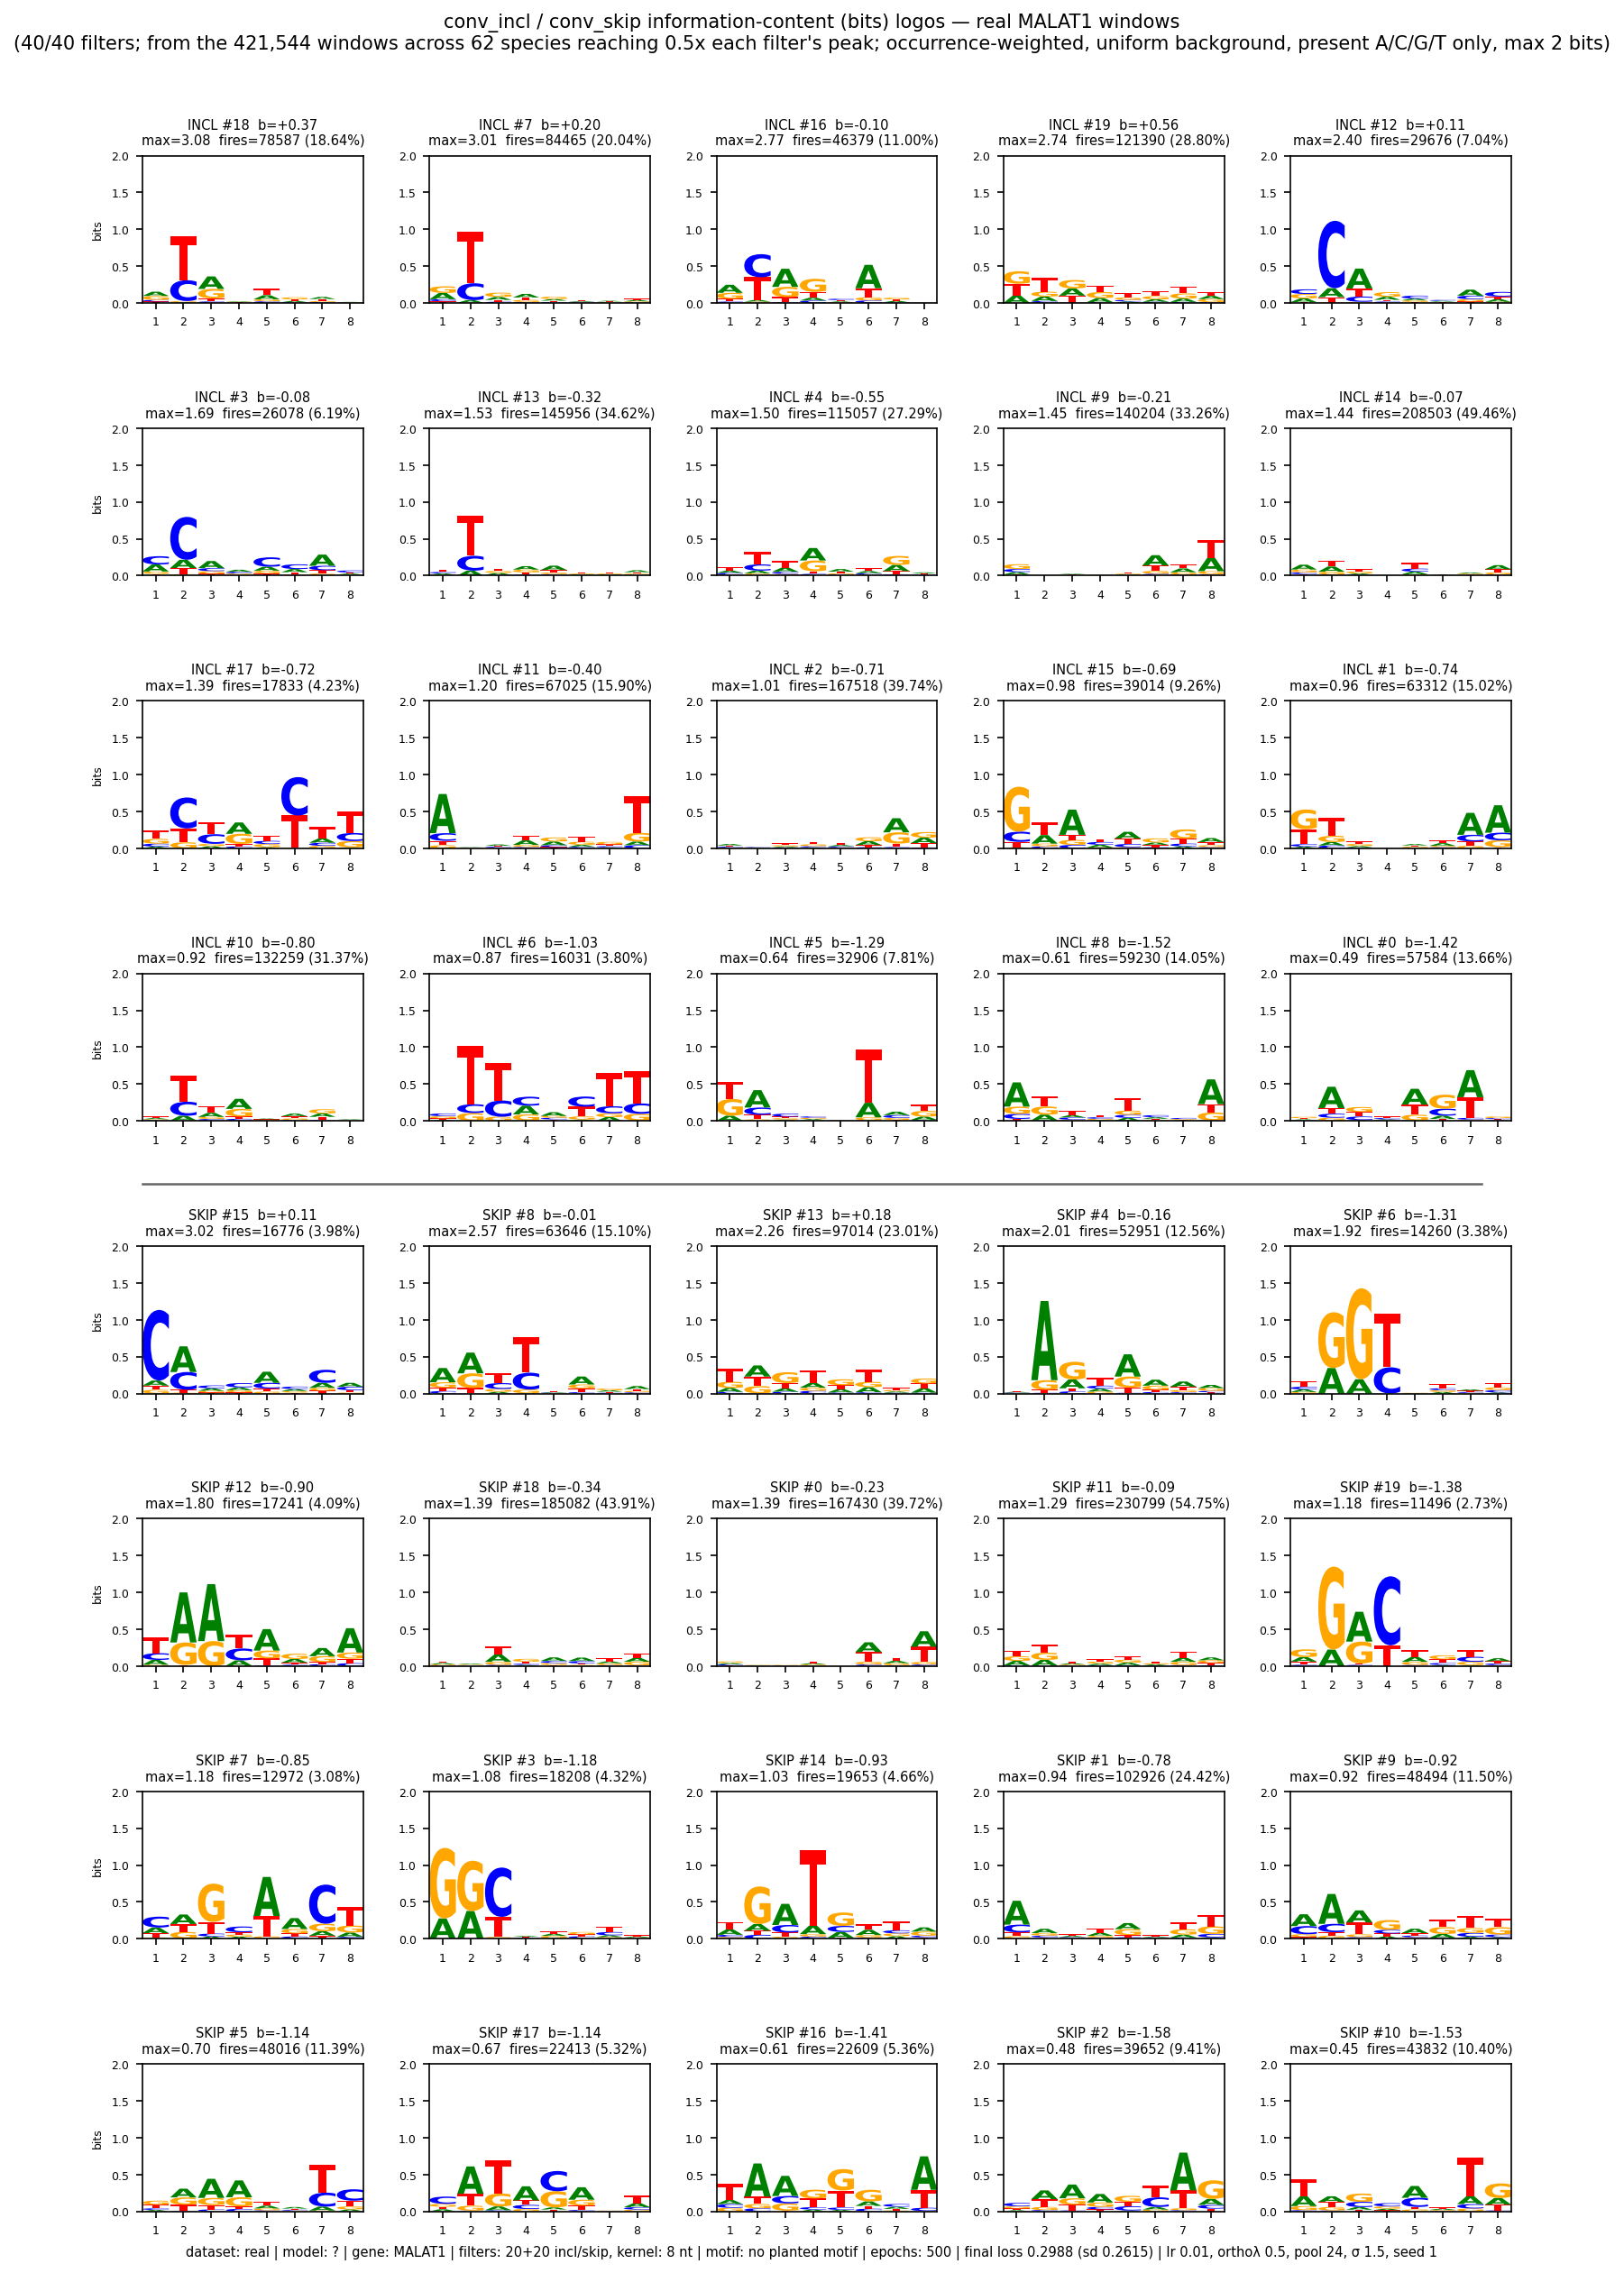 conv_incl / conv_skip information-content (bits) logos — real MALAT1 windows
(40/40 filters; from the 421,544 windows across 62 species reaching 0.5x each filter's peak; occurrence-weighted, uniform background, present A/C/G/T only, max 2 bits)
INCL #18 b=+0.37
max=3.08 fires=78587 (18.64%)
INCL #7 b=+0.20
max=3.01 fires=84465 (20.04%)
INCL #16 b=-0.10
max=2.77 fires=46379 (11.00%)
INCL #19 b=+0.56
max=2.74 fires=121390 (28.80%)
INCL #12 b=+0.11
max=2.40 fires=29676 (7.04%)
INCL #3 b=-0.08
max=1.69 fires=26078 (6.19%)
INCL #13 b=-0.32
max=1.53 fires=145956 (34.62%)
INCL #4 b=-0.55
max=1.50 fires=115057 (27.29%)
INCL #9 b=-0.21
max=1.45 fires=140204 (33.26%)
INCL #14 b=-0.07
max=1.44 fires=208503 (49.46%)
INCL #17 b=-0.72
max=1.39 fires=17833 (4.23%)
INCL #11 b=-0.40
max=1.20 fires=67025 (15.90%)
INCL #2 b=-0.71
max=1.01 fires=167518 (39.74%)
INCL #15 b=-0.69
max=0.98 fires=39014 (9.26%)
INCL #1 b=-0.74
max=0.96 fires=63312 (15.02%)
INCL #10 b=-0.80
max=0.92 fires=132259 (31.37%)
INCL #6 b=-1.03
max=0.87 fires=16031 (3.80%)
INCL #5 b=-1.29
max=0.64 fires=32906 (7.81%)
INCL #8 b=-1.52
max=0.61 fires=59230 (14.05%)
INCL #0 b=-1.42
max=0.49 fires=57584 (13.66%)
SKIP #15 b=+0.11
max=3.02 fires=16776 (3.98%)
SKIP #8 b=-0.01
max=2.57 fires=63646 (15.10%)
SKIP #13 b=+0.18
max=2.26 fires=97014 (23.01%)
SKIP #4 b=-0.16
max=2.01 fires=52951 (12.56%)
SKIP #6 b=-1.31
max=1.92 fires=14260 (3.38%)
SKIP #12 b=-0.90
max=1.80 fires=17241 (4.09%)
SKIP #18 b=-0.34
max=1.39 fires=185082 (43.91%)
SKIP #0 b=-0.23
max=1.39 fires=167430 (39.72%)
SKIP #11 b=-0.09
max=1.29 fires=230799 (54.75%)
SKIP #19 b=-1.38
max=1.18 fires=11496 (2.73%)
SKIP #7 b=-0.85
max=1.18 fires=12972 (3.08%)
SKIP #3 b=-1.18
max=1.08 fires=18208 (4.32%)
SKIP #14 b=-0.93
max=1.03 fires=19653 (4.66%)
SKIP #1 b=-0.78
max=0.94 fires=102926 (24.42%)
SKIP #9 b=-0.92
max=0.92 fires=48494 (11.50%)
SKIP #5 b=-1.14
max=0.70 fires=48016 (11.39%)
SKIP #17 b=-1.14
max=0.67 fires=22413 (5.32%)
SKIP #16 b=-1.41
max=0.61 fires=22609 (5.36%)
SKIP #2 b=-1.58
max=0.48 fires=39652 (9.41%)
SKIP #10 b=-1.53
max=0.45 fires=43832 (10.40%)
dataset: real | model: ? | gene: MALAT1 | filters: 20+20 incl/skip, kernel: 8 nt | motif: no planted motif | epochs: 500 | final loss 0.2988 (sd 0.2615) | lr 0.01, orthoλ 0.5, pool 24, σ 1.5, seed 1